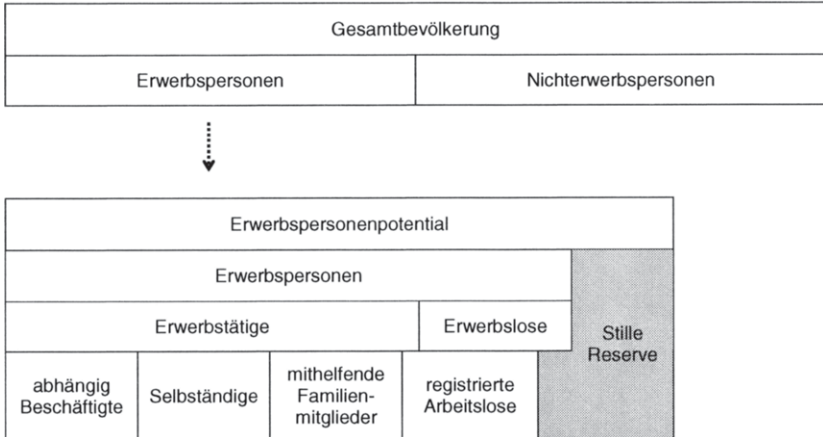 Gesamtbevölkerung
Erwerbspersonen
Nichterwerbspersonen
Erwerbspersonenpotential
Erwerbspersonen
Erwerbstätige
Erwerbslose
Stille
Reserve
abhängig
Beschäftigte
Selbständige
mithelfende
Familien-
mitglieder
registrierte
Arbeitslose